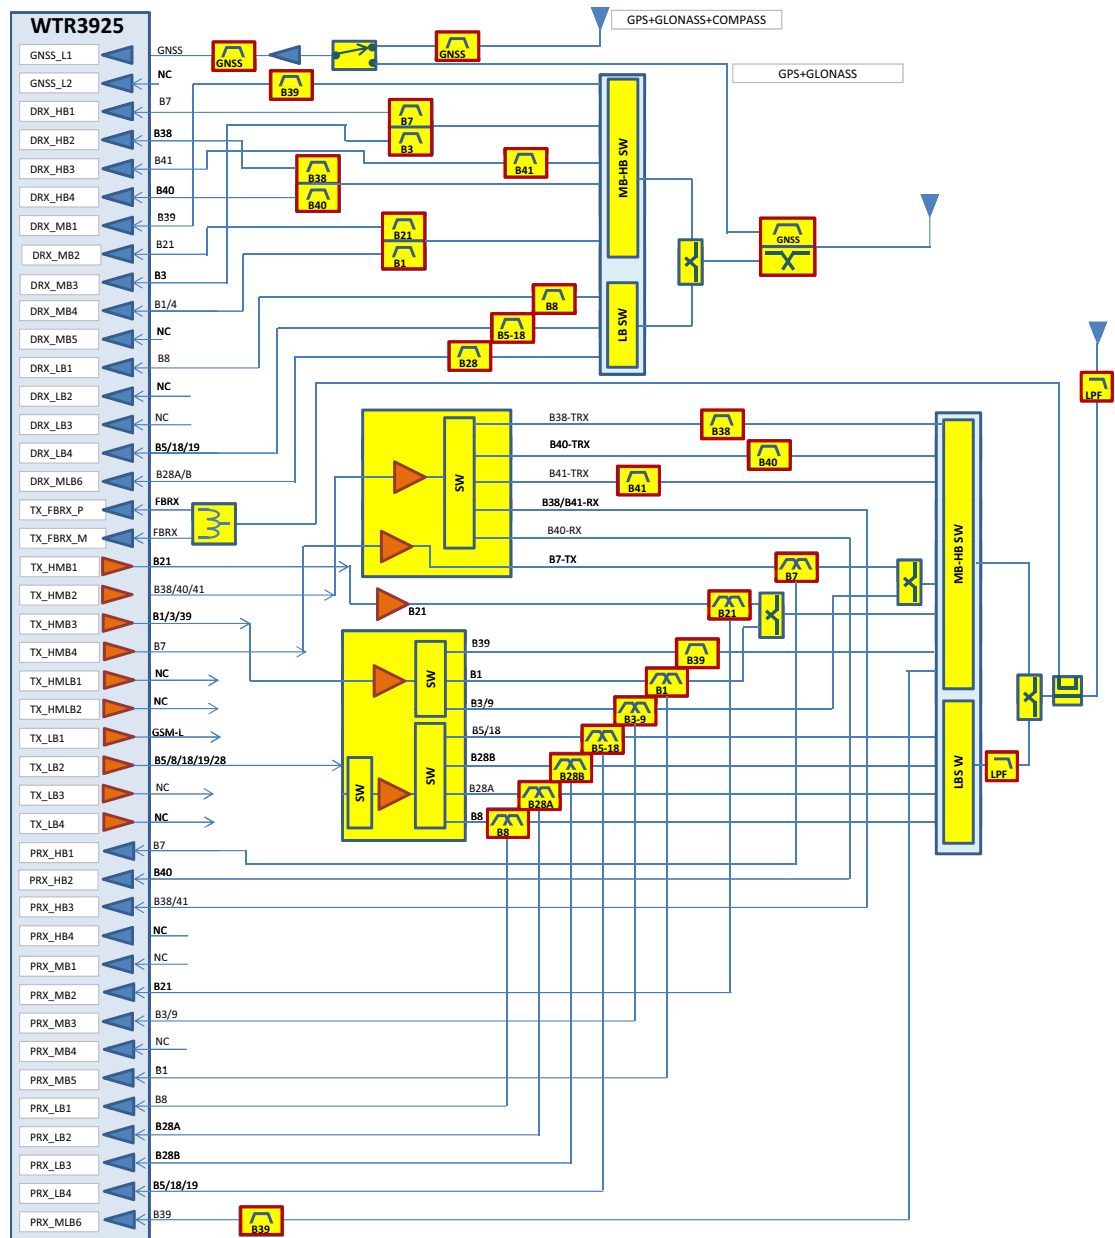 WTR3925
GPS+GLONASS+COMPASS
GPS+GLONASS
GNSS_L1
GNSS
GNSS
GNSS
GNSS_L2
NC
B39
DRX_HB1
B7
B7
B3
DRX_HB2
B38
DRX_HB3
B41
B41
B38
DRX_HB4
B40
B40
DRX_MB1
B39
MB-HB SW
DRX_MB2
B21
B21
B1
GNSS
DRX_MB3
B3
DRX_MB4
B1/4
B8
DRX_MB5
NC
B5-18
LB SW
DRX_LB1
B8
B28
DRX_LB2
NC
LPF
DRX_LB3
NC
B38-TRX
B38
DRX_LB4
B5/18/19
B40-TRX
B40
DRX_MLB6
B28A/B
B41-TRX
B41
SW
TX_FBRX_P
FBRX
B38/B41-RX
TX_FBRX_M
FBRX
B40-RX
MB-HB SW
TX_HMB1
B21
B7-TX
B7
TX_HMB2
B38/40/41
B21
B21
TX_HMB3
B1/3/39
TX_HMB4
B7
B39
B39
TX_HMLB1
NC
SW
B1
B1
TX_HMLB2
NC
B3/9
B3-9
TX_LB1
GSM-L
B5/18
B5-18
TX_LB2
B5/8/18/19/28
B28B
B28B
LBS W
LPF
TX_LB3
NC
SW
SW
B28A
B28A
TX_LB4
NC
B8
B8
PRX_HB1
B7
PRX_HB2
B40
PRX_HB3
B38/41
PRX_HB4
NC
PRX_MB1
NC
PRX_MB2
B21
PRX_MB3
B3/9
PRX_MB4
NC
PRX_MB5
B1
PRX_LB1
B8
PRX_LB2
B28A
PRX_LB3
B28B
PRX_LB4
B5/18/19
PRX_MLB6
B39
B39